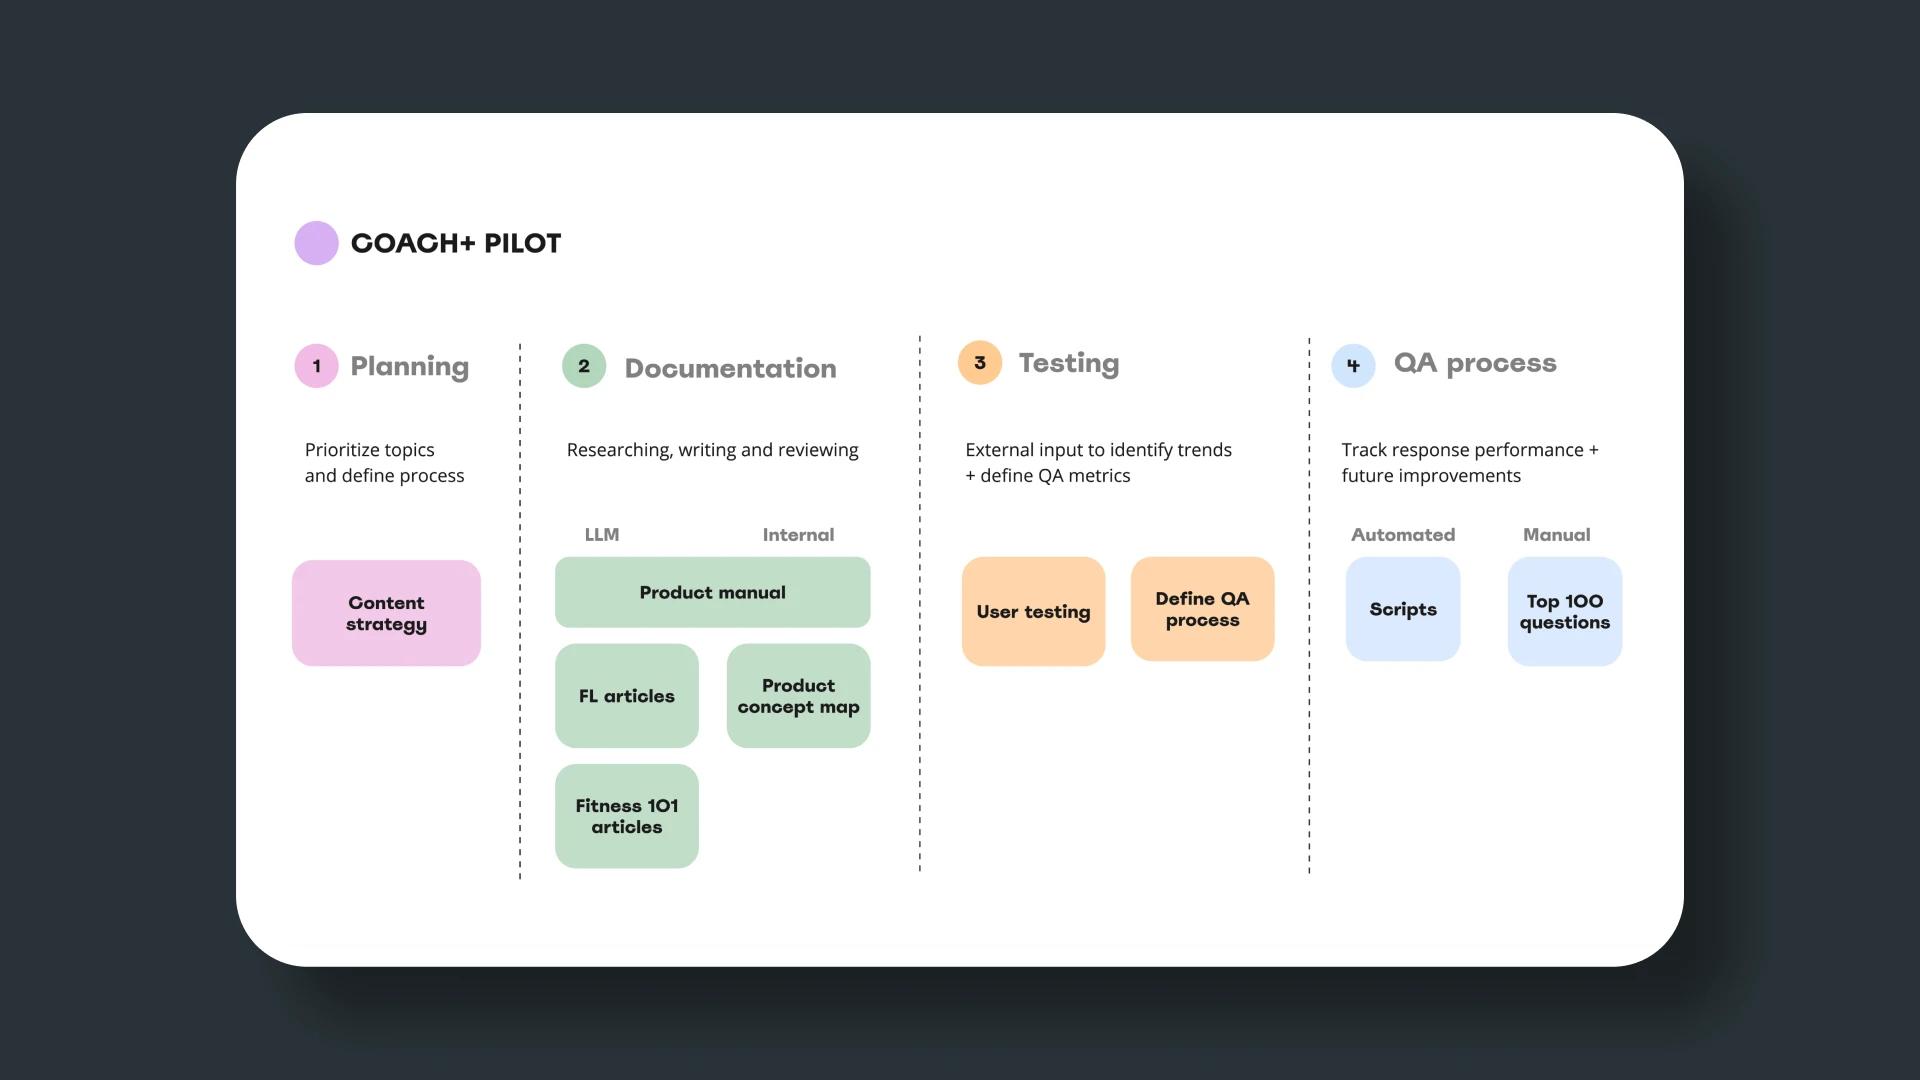 COACH+ PILOT
1 Planning
Prioritize topics
and define process
Content
strategy
2 Documentation
Researching, writing and reviewing
LLM
Internal
Product manual
FL articles
Product
concept map
Fitness 101
articles
3 Testing
External input to identify trends
+ define QA metrics
User testing
Define QA
process
4 QA process
Track response performance +
future improvements
Automated
Manual
Scripts
Top 100
questions